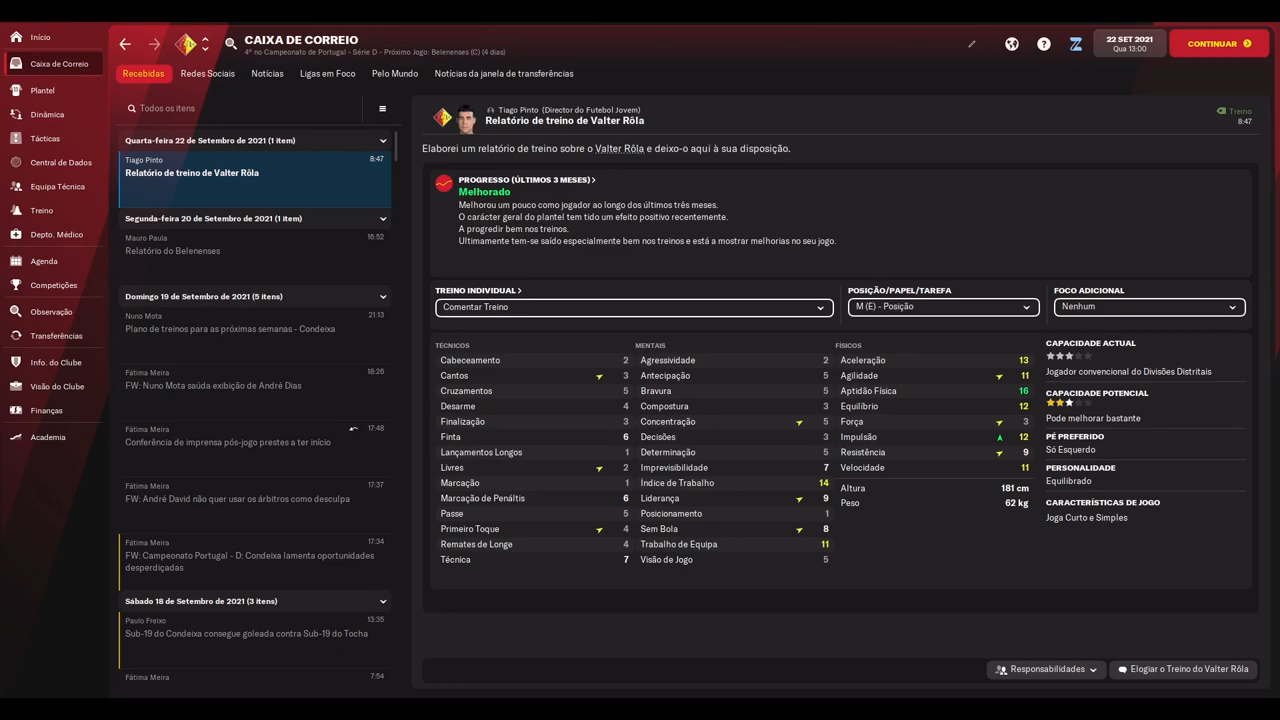 Início
Caixa de Correio
Plantel
Dinâmica
Tácticas
Central de Dados
Equipa Técnica
Treino
Depto. Médico
Agenda
Competições
Observação
Transferências
Info. do Clube
Visão do Clube
Finanças
Academia
CAIXA DE CORREIO
4º no Campeonato de Portugal - Série D - Próximo Jogo: Belenenses (C) (4 dias)
22 SET 2021
Qua 13:00
CONTINUAR
Recebidas Redes Sociais Notícias Ligas em Foco Pelo Mundo Notícias da janela de transferências
Todos os itens
Quarta-feira 22 de Setembro de 2021 (1 item)
Tiago Pinto 8:47
Relatório de treino de Valter Rôla
Segunda-feira 20 de Setembro de 2021 (1 item)
Mauro Paula 16:52
Relatório do Belenenses
Domingo 19 de Setembro de 2021 (5 itens)
Nuno Mota 21:13
Plano de treinos para as próximas semanas - Condeixa
Fátima Meira 18:26
FW: Nuno Mota saúda exibição de André Dias
Fátima Meira 17:48
Conferência de imprensa pós-jogo prestes a ter início
Fátima Meira 17:37
FW: André David não quer usar os árbitros como desculpa
Fátima Meira 17:34
FW: Campeonato Portugal - D: Condeixa lamenta oportunidades
desperdiçadas
Sábado 18 de Setembro de 2021 (3 itens)
Paulo Freixo 13:35
Sub-19 do Condeixa consegue goleada contra Sub-19 do Tocha
Fátima Meira 7:54
Tiago Pinto (Director do Futebol Jovem)
Relatório de treino de Valter Rôla
Treino
8:47
Elaborei um relatório de treino sobre o Valter Rôla e deixo-o aqui à sua disposição.
PROGRESSO (ÚLTIMOS 3 MESES)
Melhorado
Melhorou um pouco como jogador ao longo dos últimos três meses.
O carácter geral do plantel tem tido um efeito positivo recentemente.
A progredir bem nos treinos.
Ultimamente tem-se saído especialmente bem nos treinos e está a mostrar melhorias no seu jogo.
TREINO INDIVIDUAL
Comentar Treino
POSIÇÃO/PAPEL/TAREFA
M (E) - Posição
FOCO ADICIONAL
Nenhum
TÉCNICOS
Cabeceamento 2
Cantos 3
Cruzamentos 5
Desarme 4
Finalização 3
Finta 6
Lançamentos Longos 1
Livres 2
Marcação 1
Marcação de Penáltis 6
Passe 5
Primeiro Toque 4
Remates de Longe 4
Técnica 7
MENTAIS
Agressividade 2
Antecipação 5
Bravura 5
Compostura 3
Concentração 5
Decisões 3
Determinação 5
Imprevisibilidade 7
Índice de Trabalho 14
Liderança 9
Posicionamento 1
Sem Bola 8
Trabalho de Equipa 11
Visão de Jogo 5
FÍSICOS
Aceleração 13
Agilidade 11
Aptidão Física 16
Equilíbrio 12
Força 3
Impulsão 12
Resistência 9
Velocidade 11
Altura 181 cm
Peso 62 kg
CAPACIDADE ACTUAL
Jogador convencional do Divisões Distritais
CAPACIDADE POTENCIAL
Pode melhorar bastante
PÉ PREFERIDO
Só Esquerdo
PERSONALIDADE
Equilibrado
CARACTERÍSTICAS DE JOGO
Joga Curto e Simples
Responsabilidades
Elogiar o Treino do Valter Rôla